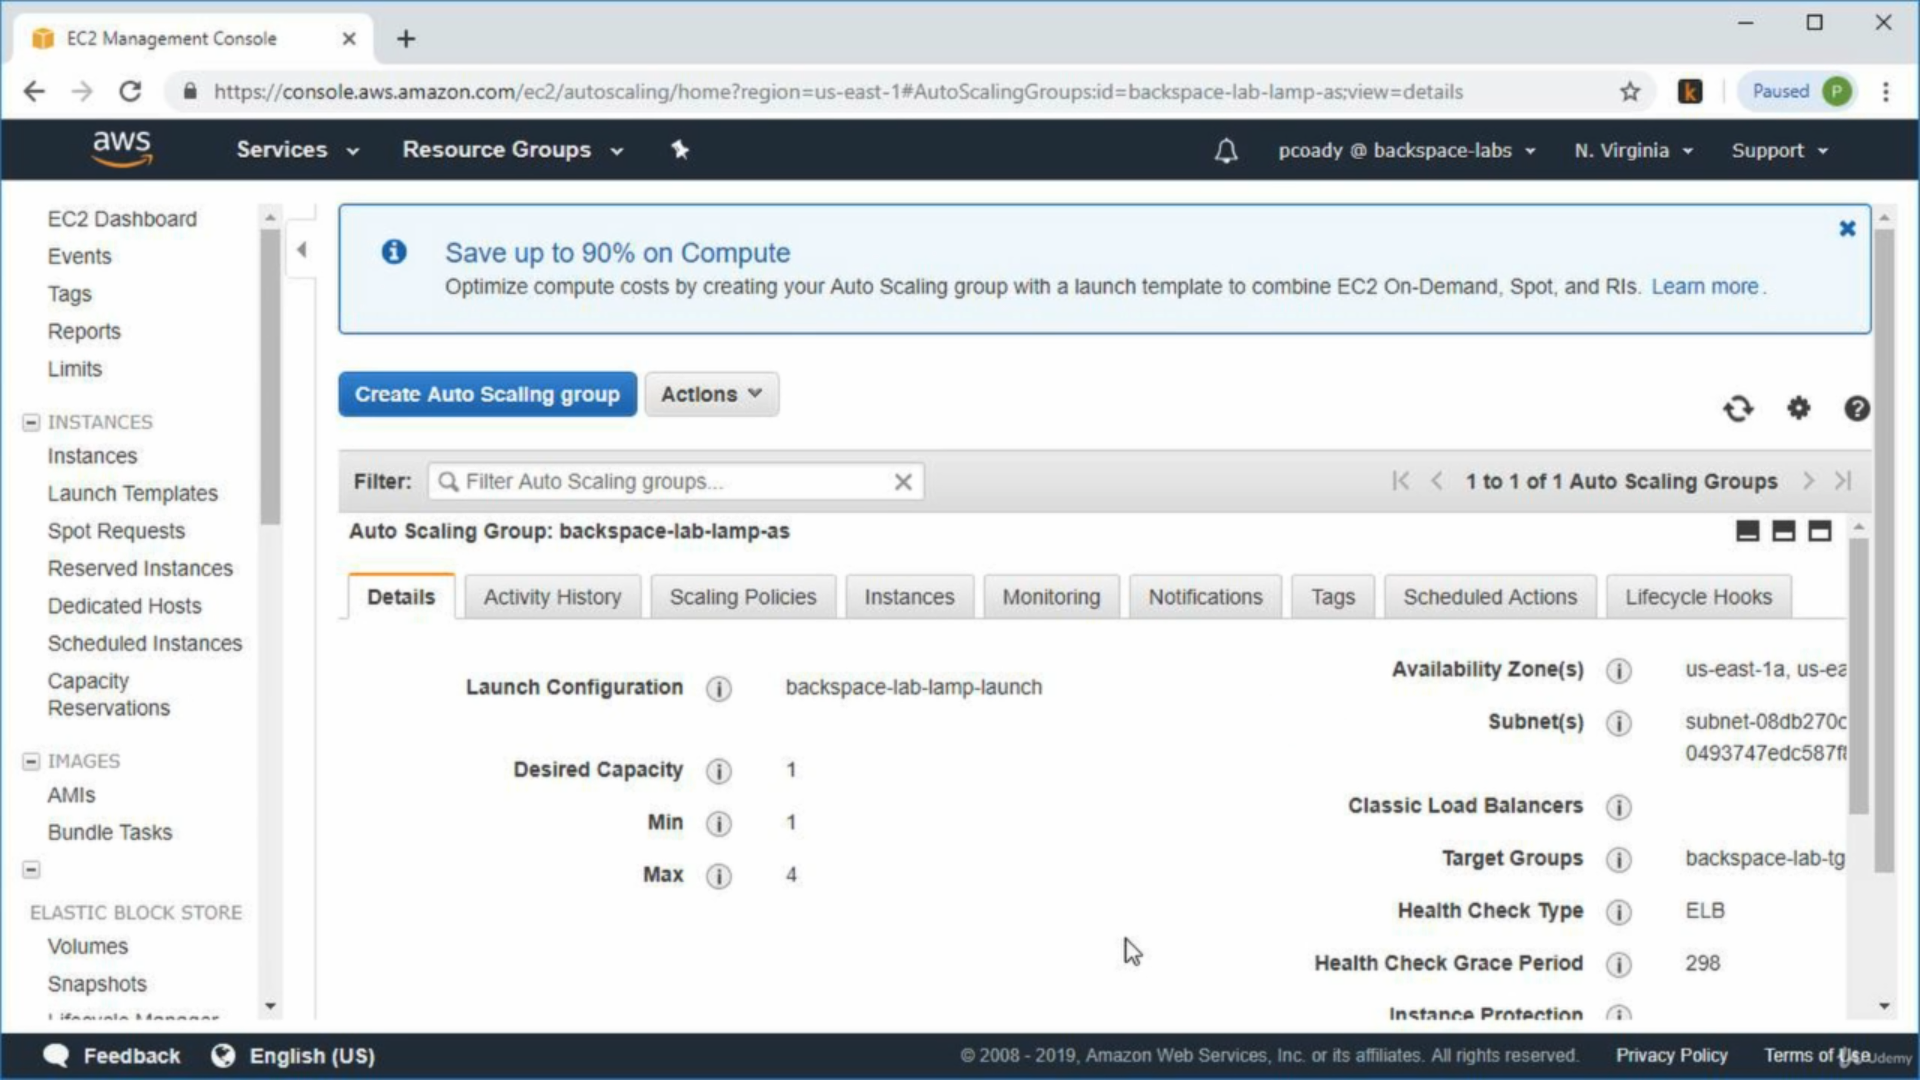 EC2 Management Console
https://console.aws.amazon.com/ec2/autoscaling/home?region=us-east-1#AutoScalingGroups:id=backspace-lab-lamp-as;view=details
k
Paused P
aws Services Resource Groups pcoady @ backspace-labs N. Virginia Support
EC2 Dashboard
Events
Tags
Reports
Limits
INSTANCES
Instances
Launch Templates
Spot Requests
Reserved Instances
Dedicated Hosts
Scheduled Instances
Capacity
Reservations
IMAGES
AMIs
Bundle Tasks
ELASTIC BLOCK STORE
Volumes
Snapshots
Lifecycle Manager
Save up to 90% on Compute
Optimize compute costs by creating your Auto Scaling group with a launch template to combine EC2 On-Demand, Spot, and RIs. Learn more.
Create Auto Scaling group Actions
Filter: Filter Auto Scaling groups... 1 to 1 of 1 Auto Scaling Groups
Auto Scaling Group: backspace-lab-lamp-as
Details Activity History Scaling Policies Instances Monitoring Notifications Tags Scheduled Actions Lifecycle Hooks
Launch Configuration backspace-lab-lamp-launch
Desired Capacity 1
Min 1
Max 4
Availability Zone(s) us-east-1a, us-ea
Subnet(s) subnet-08db270c
0493747edc587f
Classic Load Balancers
Target Groups backspace-lab-tg
Health Check Type ELB
Health Check Grace Period 298
Instance Protection
Feedback English (US) © 2008 - 2019, Amazon Web Services, Inc. or its affiliates. All rights reserved. Privacy Policy Terms of Use
Udemy